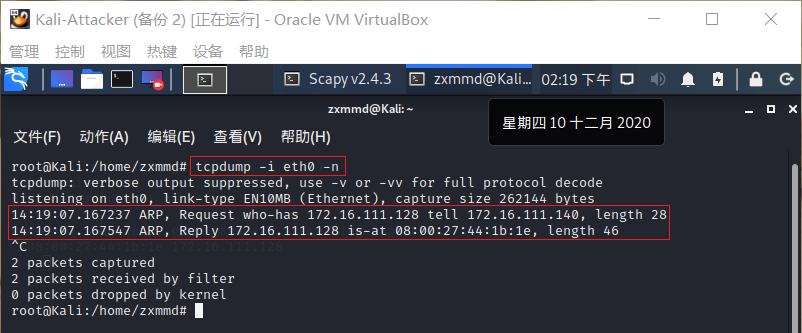 Kali-Attacker (备份 2) [正在运行] - Oracle VM VirtualBox
管理 控制 视图 热键 设备 帮助
Scapy v2.4.3 zxmmd@Kali... 02:19 下午
zxmmd@Kali: ~
星期四 10 十二月 2020
文件(F) 动作(A) 编辑(E) 查看(V) 帮助(H)
root@Kali:/home/zxmmd# tcpdump -i eth0 -n
tcpdump: verbose output suppressed, use -v or -vv for full protocol decode
listening on eth0, link-type EN10MB (Ethernet), capture size 262144 bytes
14:19:07.167237 ARP, Request who-has 172.16.111.128 tell 172.16.111.140, length 28
14:19:07.167547 ARP, Reply 172.16.111.128 is-at 08:00:27:44:1b:1e, length 46
^C
2 packets captured
2 packets received by filter
0 packets dropped by kernel
root@Kali:/home/zxmmd#